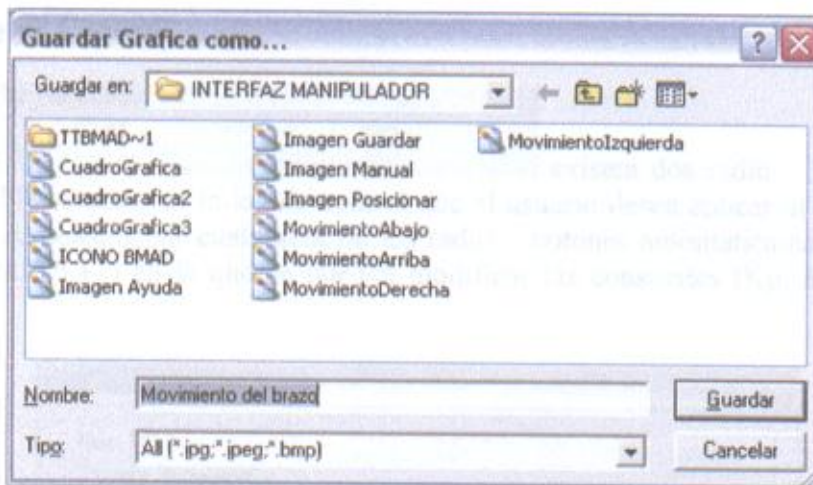 Guardar Grafica como...
Guardar en: INTERFAZ MANIPULADOR
TTBMAD~1
CuadroGrafica
CuadroGrafica2
CuadroGrafica3
ICONO BMAD
Imagen Ayuda
Imagen Guardar
Imagen Manual
Imagen Posicionar
MovimientoAbajo
MovimientoArriba
MovimientoDerecha
MovimientoIzquierda
Nombre: Movimiento del brazo
Guardar
Tipo: All (*.jpg;*.jpeg;*.bmp)
Cancelar